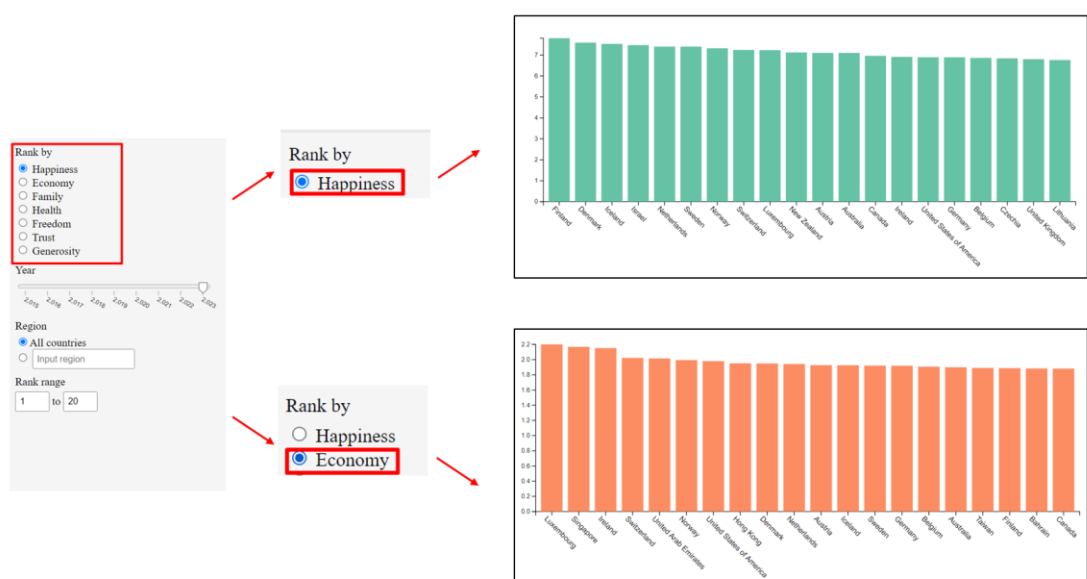 Rank by
Happiness
Economy
Family
Health
Freedom
Trust
Generosity
Year
2,015 2,016 2,017 2,018 2,019 2,020 2,021 2,022 2,023
Region
All countries
Input region
Rank range
1 to 20
Rank by
Happiness
Rank by
Happiness
Economy
7
6
5
4
3
2
1
0
Finland
Denmark
Iceland
Israel
Netherlands
Sweden
Norway
Switzerland
Luxembourg
New Zealand
Austria
Australia
Canada
Ireland
United States of America
Germany
Belgium
Czechia
United Kingdom
Lithuania
2.2
2.0
1.8
1.6
1.4
1.2
1.0
0.8
0.6
0.4
0.2
0.0
Luxembourg
Singapore
Ireland
Switzerland
United Arab Emirates
Norway
United States of America
Hong Kong
Denmark
Netherlands
Austria
Iceland
Sweden
Germany
Belgium
Australia
Taiwan
Finland
Bahrain
Canada